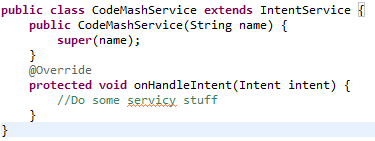 public class CodeMashService extends IntentService {
    public CodeMashService(String name) {
        super(name);
    }
    @Override
    protected void onHandleIntent(Intent intent) {
        //Do some servicy stuff
    }
}